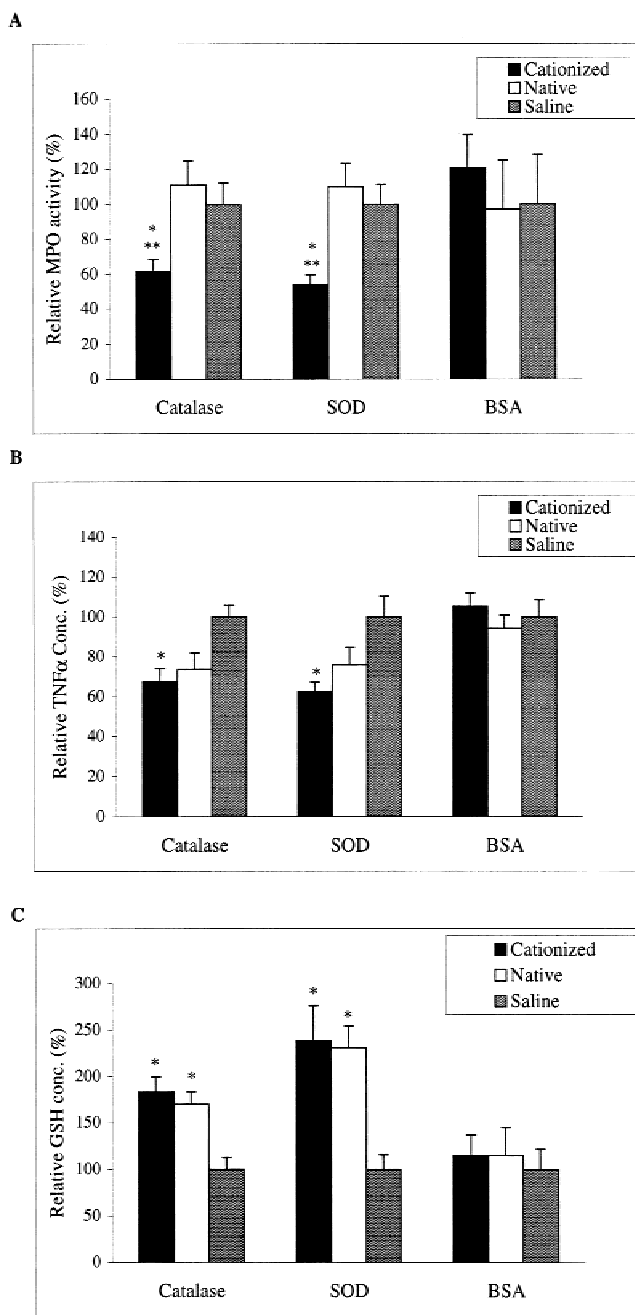 A
Cationized
Native
Saline
Relative MPO activity (%)
160
140
120
100
80
60
40
20
0
*
**
*
**
Catalase SOD BSA
B
Cationized
Native
Saline
Relative TNFα Conc. (%)
140
120
100
80
60
40
20
0
*
*
Catalase SOD BSA
C
Cationized
Native
Saline
Relative GSH conc. (%)
300
250
200
150
100
50
0
* *
* *
Catalase SOD BSA